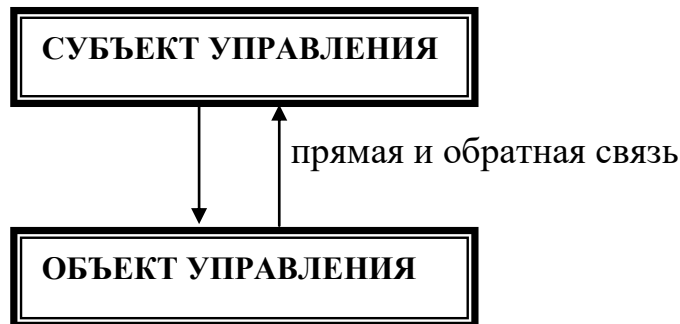 СУБЪЕКТ УПРАВЛЕНИЯ
прямая и обратная связь
ОБЪЕКТ УПРАВЛЕНИЯ